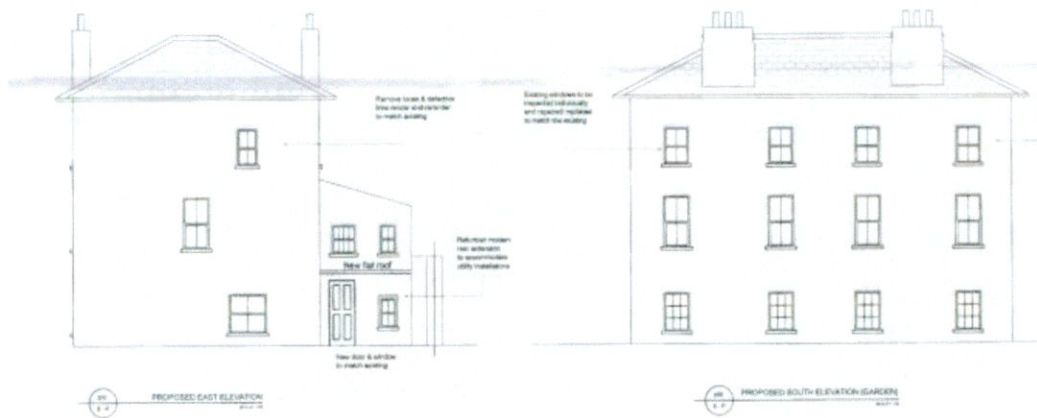 Remove loose & defective
lime render and re-render
to match existing
Existing windows to be
inspected individually
and repaired/replaced
to match the existing
Refurbish modern
rear extension
to accommodate
utility installations
New flat roof
New door & window
to match existing
PROPOSED EAST ELEVATION
PROPOSED SOUTH ELEVATION (GARDEN)